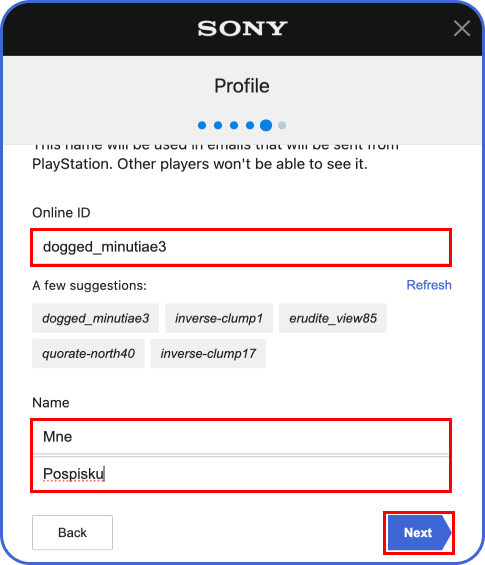 SONY
Profile
This name will be used in emails that will be sent from
PlayStation. Other players won't be able to see it.
Online ID
dogged_minutiae3
A few suggestions:
Refresh
dogged_minutiae3 inverse-clump1 erudite_view85
quorate-north40 inverse-clump17
Name
Mne
Pospisku
Back
Next